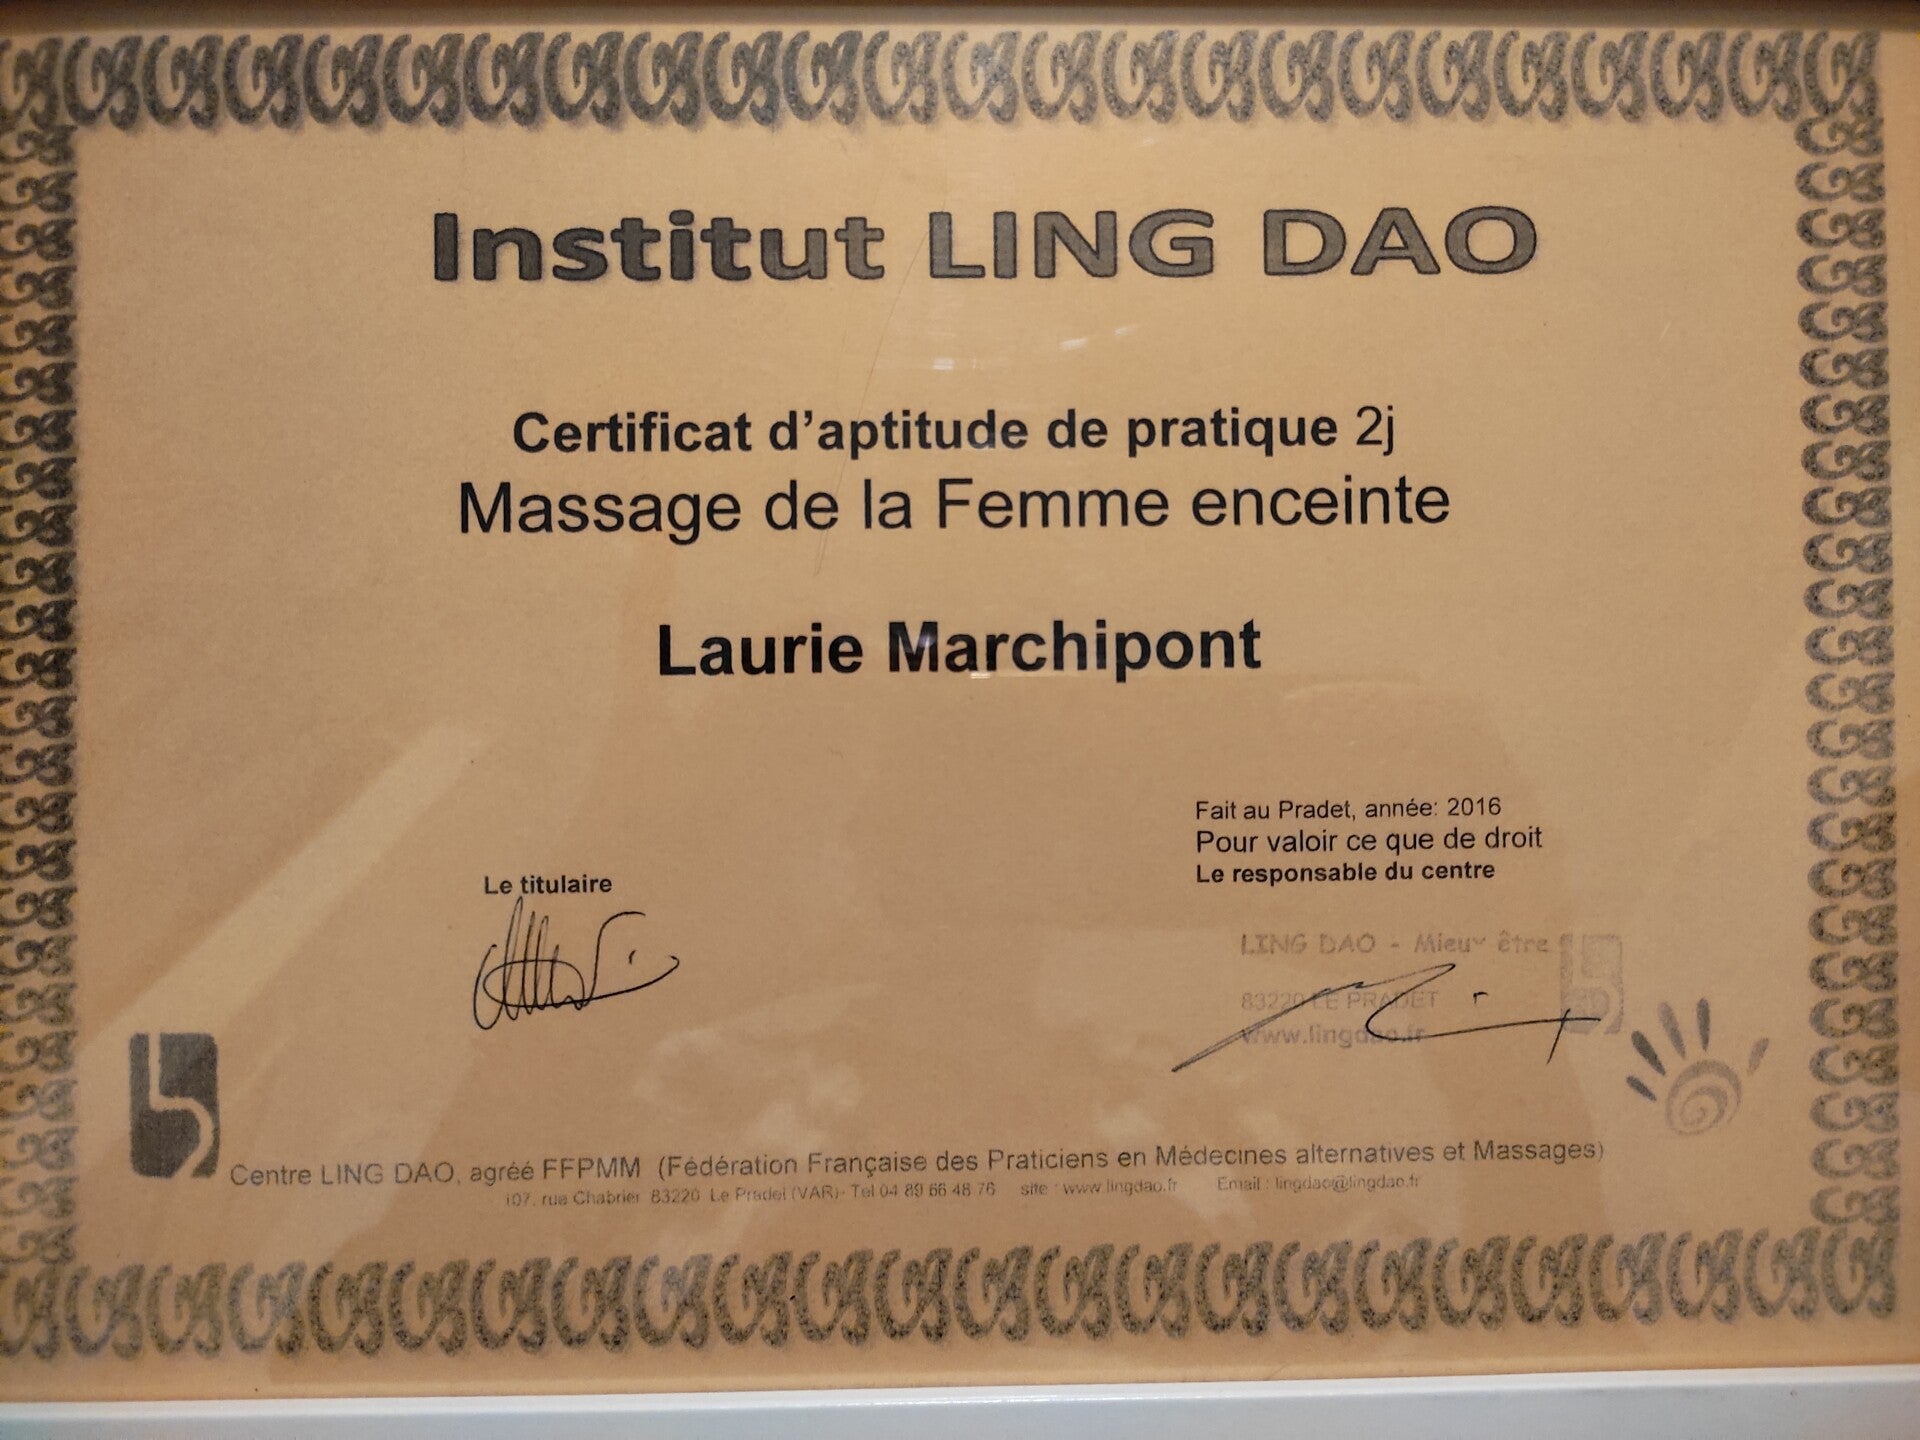 Institut LING DAO
Certificat d’aptitude de pratique 2j
Massage de la Femme enceinte
Laurie Marchipont
Fait au Pradet, année: 2016
Pour valoir ce que de droit
Le responsable du centre
Le titulaire
LING DAO - Mieux être
83220 LE PRADET
www.lingdao.fr
Centre LING DAO, agréé FFPMM (Fédération Française des Praticiens en Médecines alternatives et Massages)
107, rue Chabrier 83220 Le Pradet (VAR)- Tel 04 89 66 48 76 site : www.lingdao.fr Email : lingdao@lingdao.fr